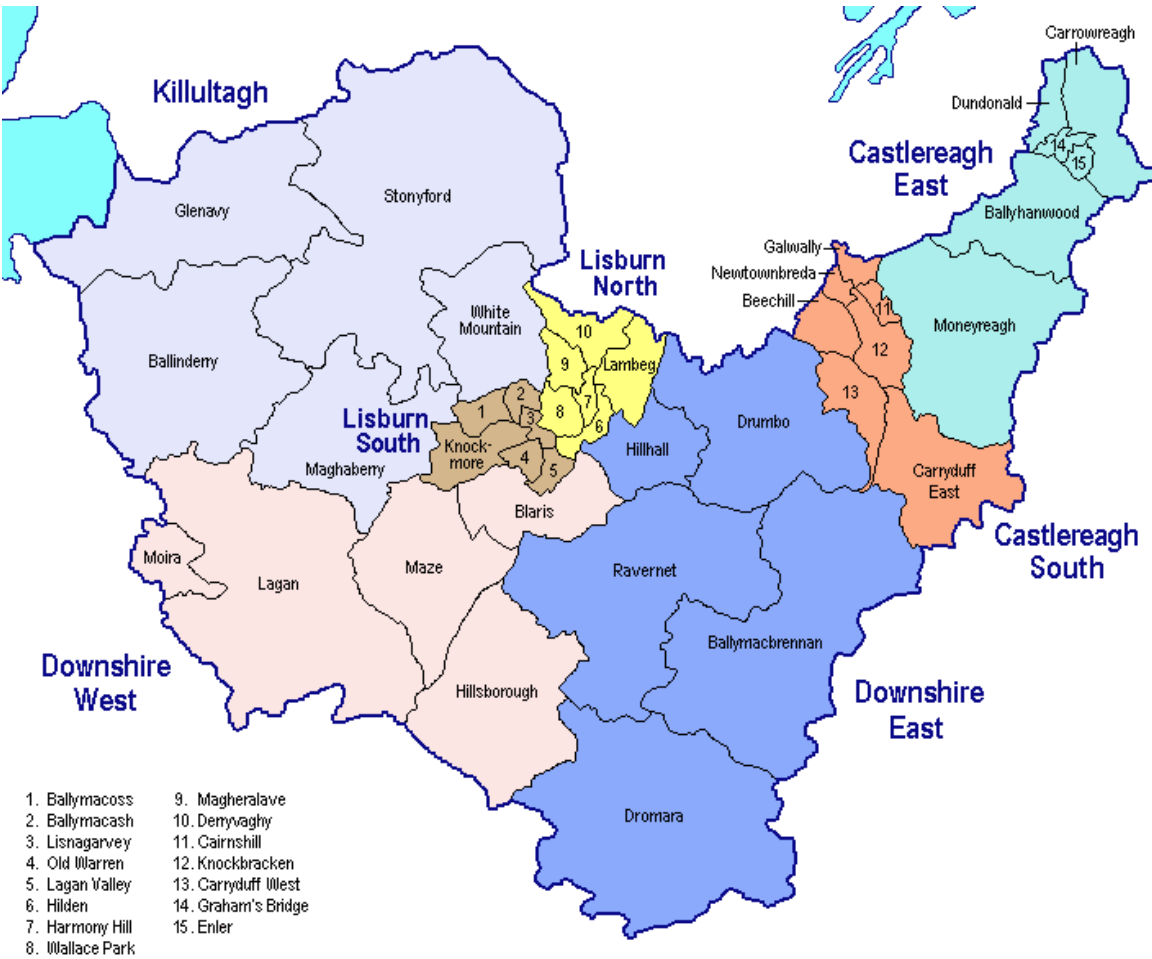 Carrowreagh
Killultagh
Dundonald
Castlereagh
East
14
15
Stonyford
Glenavy
Ballyhanwood
Galwally
Lisburn
North
Newtownbreda
Beechill
11
White
Mountain
10
Moneyreagh
12
Ballinderry
9
Lambeg
13
2
1
3
8
7
6
Drumbo
Lisburn
South
Knock-
more
4
5
Hillhall
Maghaberry
Carryduff
East
Blaris
Castlereagh
South
Moira
Lagan
Maze
Ravernet
Ballymacbrennan
Downshire
West
Hillsborough
Downshire
East
Dromara
1. Ballymacoss
2. Ballymacash
3. Lisnagarvey
4. Old Warren
5. Lagan Valley
6. Hilden
7. Harmony Hill
8. Wallace Park
9. Magheralave
10. Derryvaghy
11. Cairnshill
12. Knockbracken
13. Carryduff West
14. Graham's Bridge
15. Enler